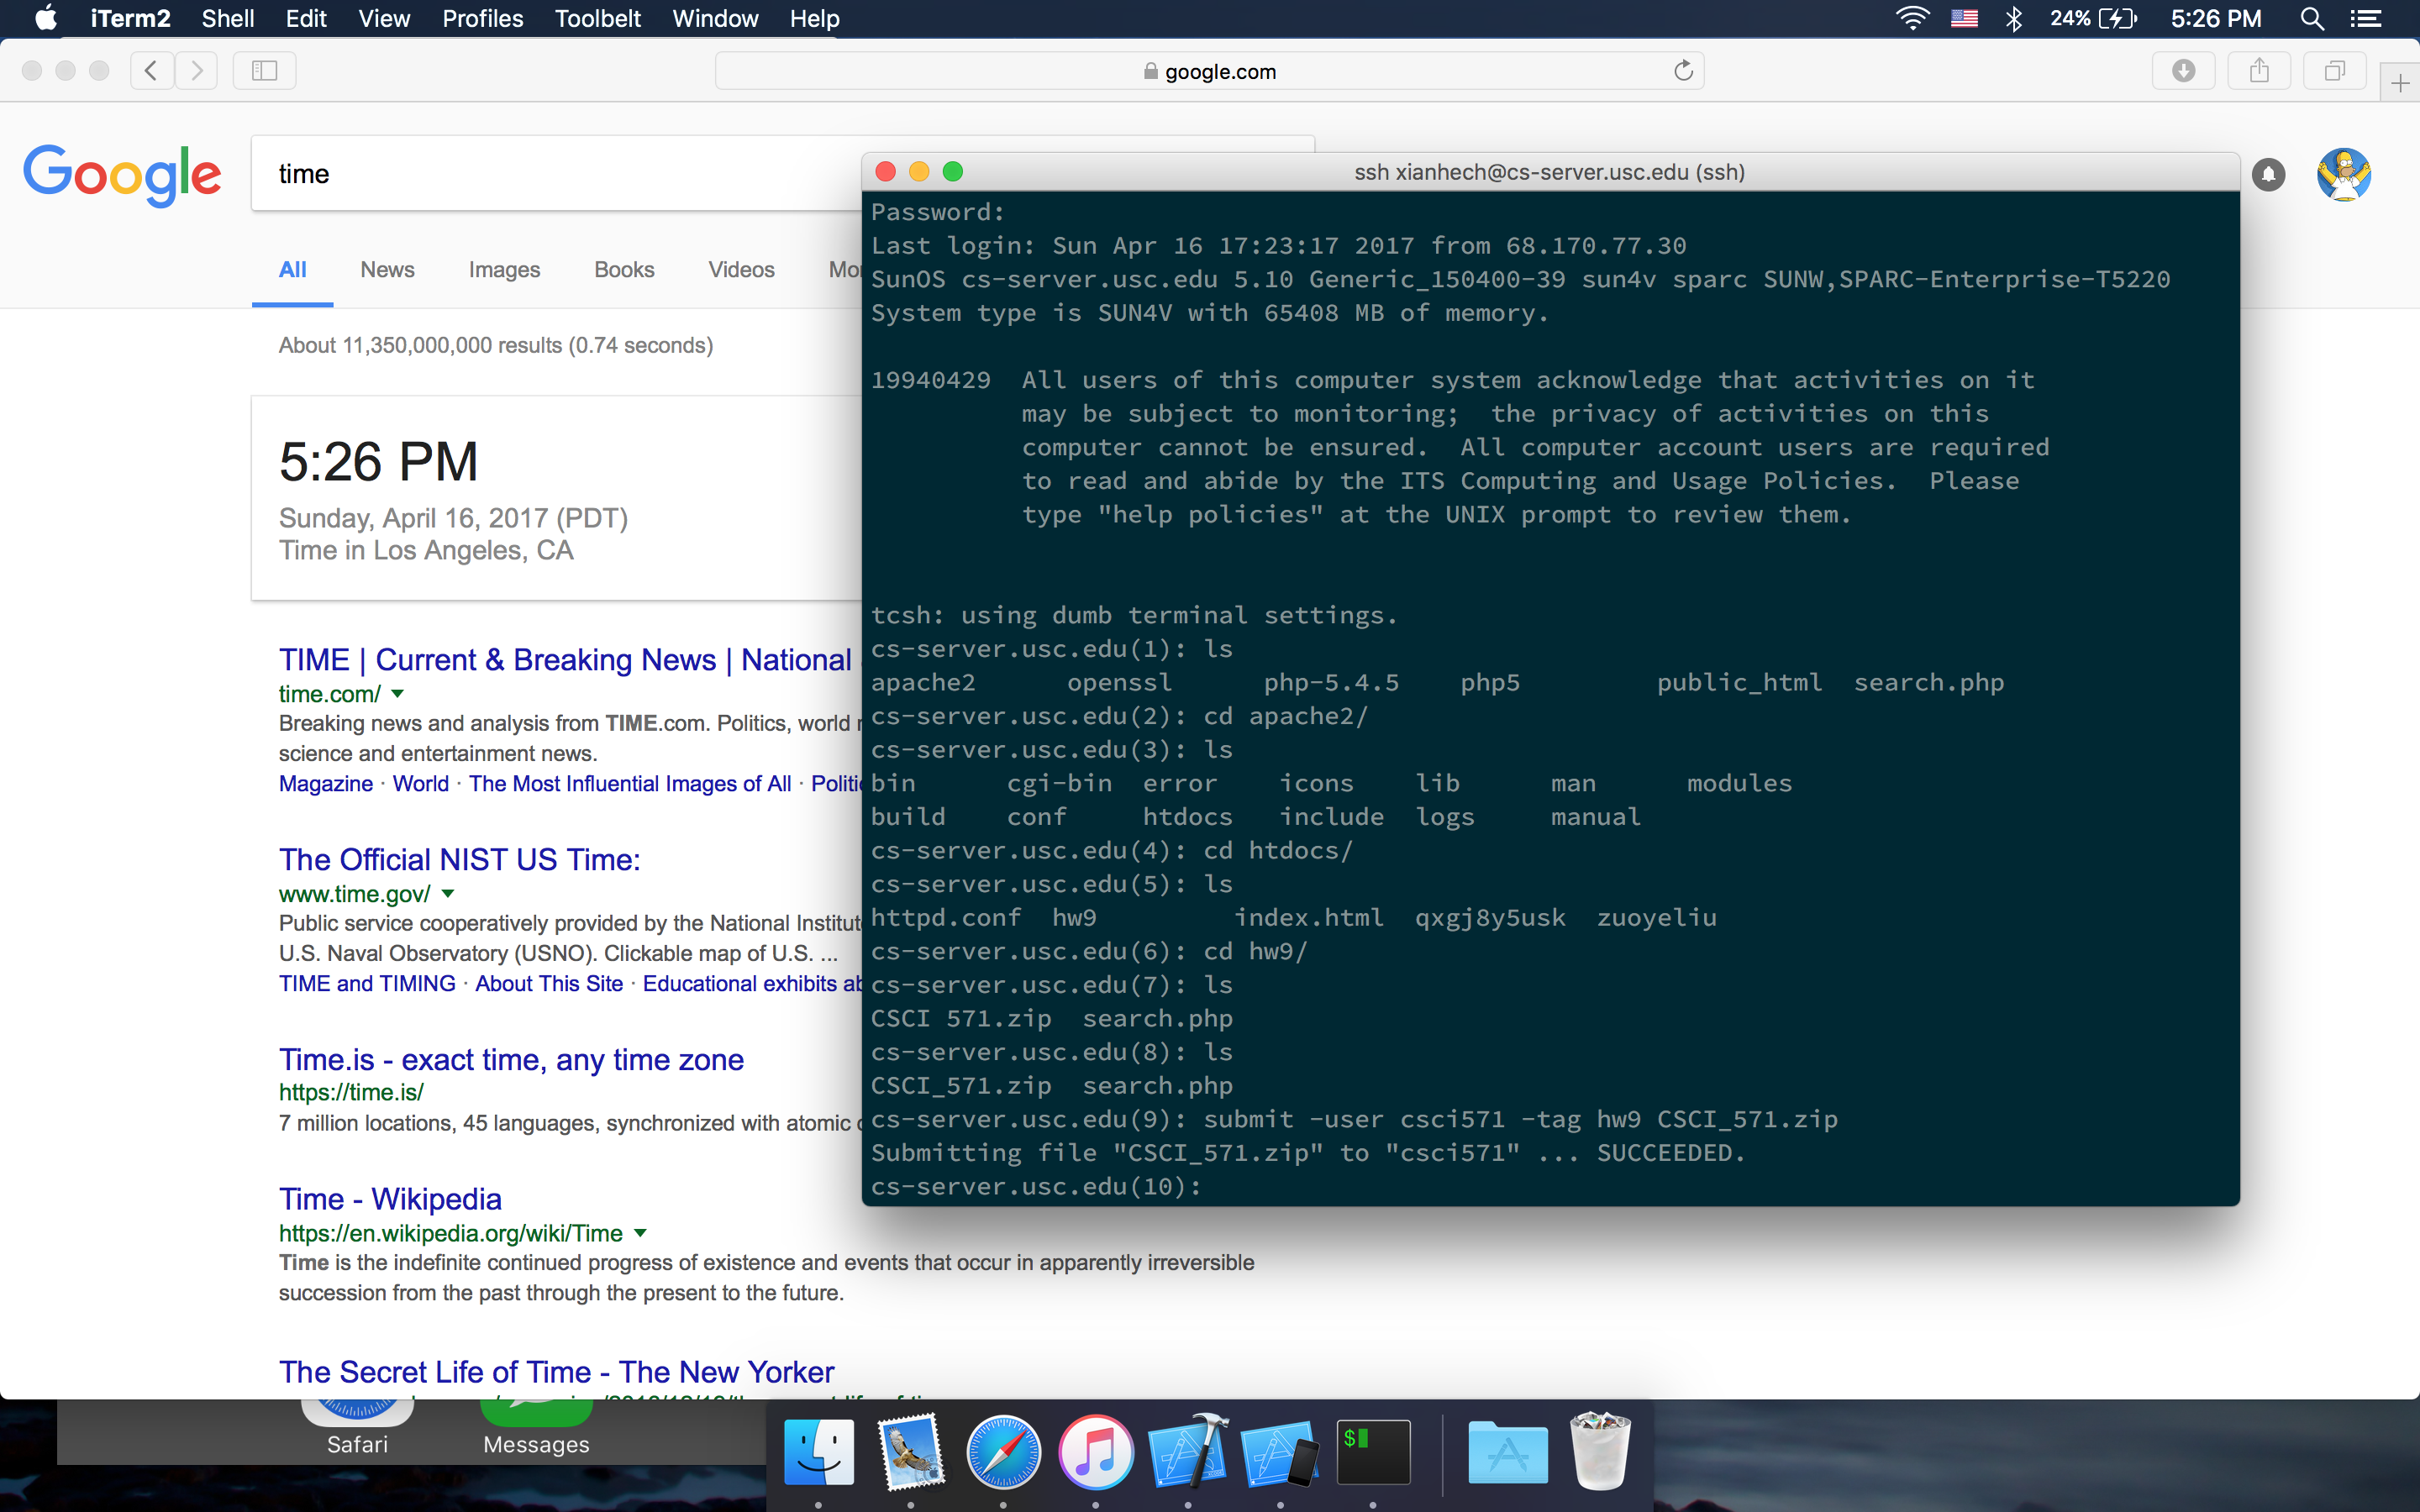 iTerm2 Shell Edit View Profiles Toolbelt Window Help 24% 5:26 PM
google.com
Google
time
All News Images Books Videos
About 11,350,000,000 results (0.74 seconds)
5:26 PM
Sunday, April 16, 2017 (PDT)
Time in Los Angeles, CA
TIME | Current & Breaking News | National
time.com/
Breaking news and analysis from TIME.com. Politics, world
science and entertainment news.
Magazine · World · The Most Influential Images of All ·
The Official NIST US Time:
www.time.gov/
Public service cooperatively provided by the National
U.S. Naval Observatory (USNO). Clickable map of U.S. ...
TIME and TIMING · About This Site · Educational exhibits
Time.is - exact time, any time zone
https://time.is/
7 million locations, 45 languages, synchronized with atomic
Time - Wikipedia
https://en.wikipedia.org/wiki/Time
Time is the indefinite continued progress of existence and events that occur in apparently irreversible
succession from the past through the present to the future.
The Secret Life of Time - The New Yorker
ssh xianhech@cs-server.usc.edu (ssh)
Password:
Last login: Sun Apr 16 17:23:17 2017 from 68.170.77.30
SunOS cs-server.usc.edu 5.10 Generic_150400-39 sun4v sparc SUNW,SPARC-Enterprise-T5220
System type is SUN4V with 65408 MB of memory.
19940429 All users of this computer system acknowledge that activities on it
may be subject to monitoring; the privacy of activities on this
computer cannot be ensured. All computer account users are required
to read and abide by the ITS Computing and Usage Policies. Please
type "help policies" at the UNIX prompt to review them.
tcsh: using dumb terminal settings.
cs-server.usc.edu(1): ls
apache2 openssl php-5.4.5 php5 public_html search.php
cs-server.usc.edu(2): cd apache2/
cs-server.usc.edu(3): ls
bin cgi-bin error icons lib man modules
build conf htdocs include logs manual
cs-server.usc.edu(4): cd htdocs/
cs-server.usc.edu(5): ls
httpd.conf hw9 index.html qxgj8y5usk zuoyeliu
cs-server.usc.edu(6): cd hw9/
cs-server.usc.edu(7): ls
CSCI 571.zip search.php
cs-server.usc.edu(8): ls
CSCI_571.zip search.php
cs-server.usc.edu(9): submit -user csci571 -tag hw9 CSCI_571.zip
Submitting file "CSCI_571.zip" to "csci571" ... SUCCEEDED.
cs-server.usc.edu(10):
Safari Messages
$